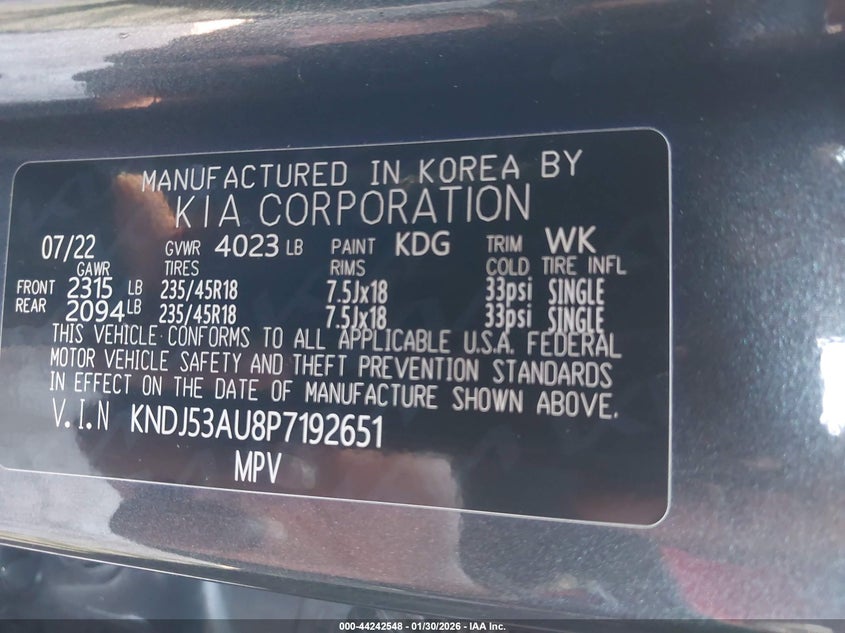 MANUFACTURED IN KOREA BY
KIA CORPORATION
07/22 GVWR 4023 LB PAINT KDG TRIM WK
GAWR TIRES RIMS COLD TIRE INFL
FRONT 2315 LB 235/45R18 7.5Jx18 33psi SINGLE
REAR 2094 LB 235/45R18 7.5Jx18 33psi SINGLE
THIS VEHICLE CONFORMS TO ALL APPLICABLE U.S.A. FEDERAL
MOTOR VEHICLE SAFETY AND THEFT PREVENTION STANDARDS
IN EFFECT ON THE DATE OF MANUFACTURE SHOWN ABOVE.
V.I.N KNDJ53AU8P7192651
MPV
000-44242548 - 01/30/2026 - IAA Inc.